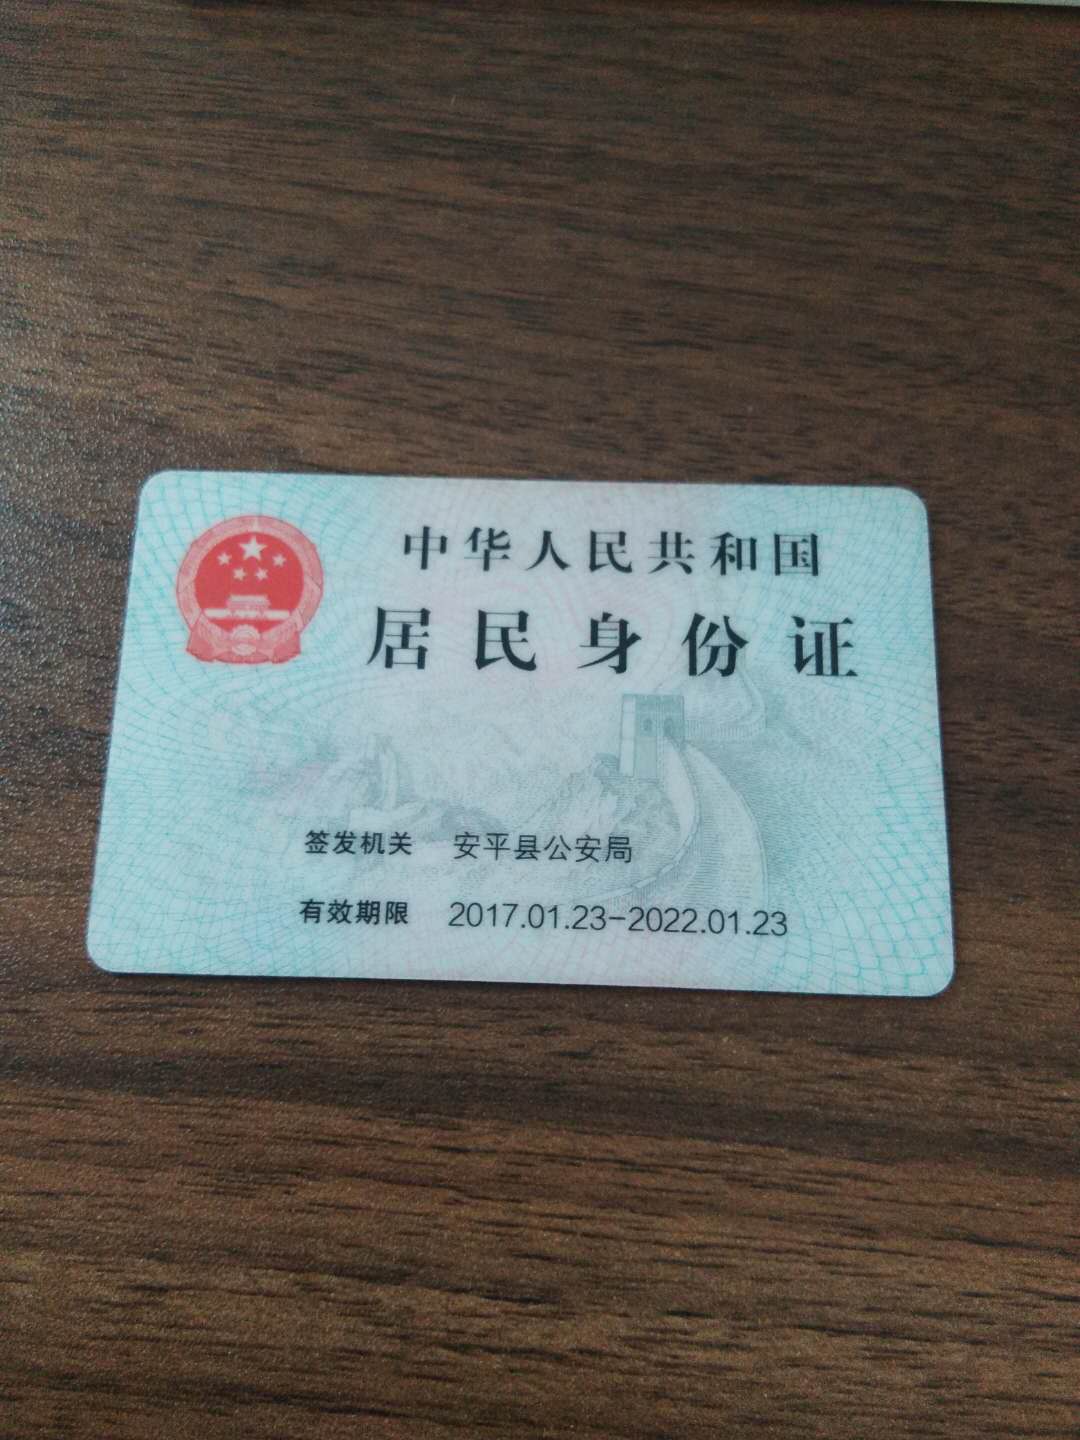 中华人民共和国
居民身份证
签发机关 安平县公安局
有效期限 2017.01.23-2022.01.23